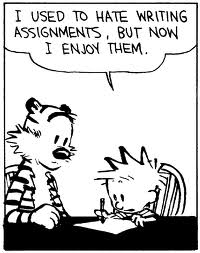 I USED TO HATE WRITING
ASSIGNMENTS, BUT NOW
I ENJOY THEM.